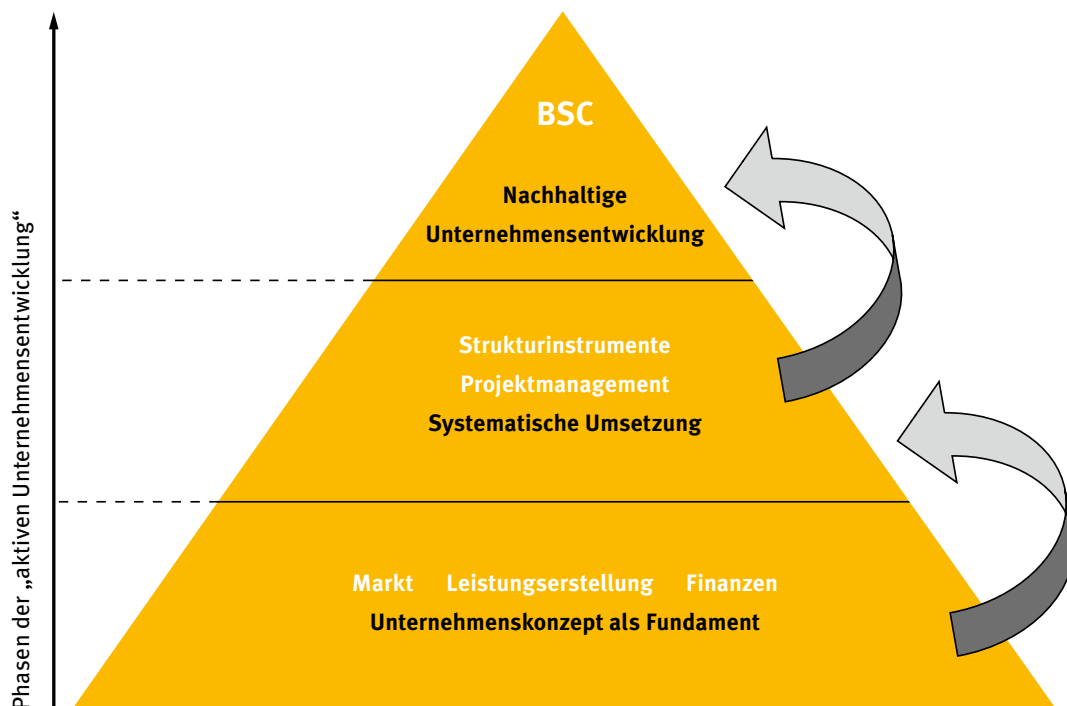 Phasen der „aktiven Unternehmensentwicklung“
BSC
Nachhaltige
Unternehmensentwicklung
Strukturinstrumente
Projektmanagement
Systematische Umsetzung
Markt Leistungserstellung Finanzen
Unternehmenskonzept als Fundament